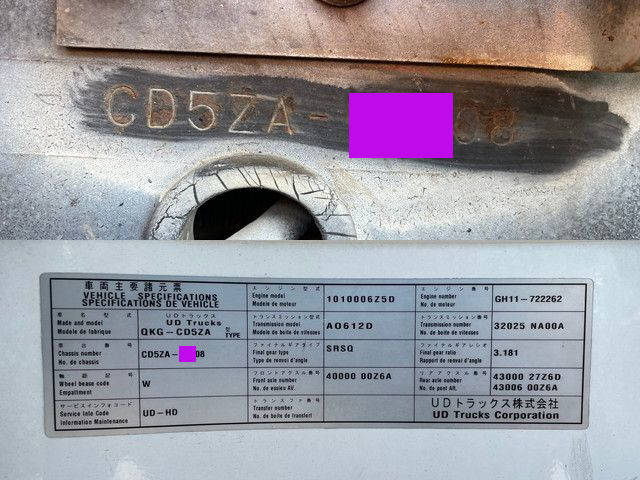 CD5ZA- 08
車両主要諸元票
VEHICLE SPECIFICATIONS
SPECIFICATIONS DE VEHICLE
車名型式
Made and model
Modele de fabrique
UDトラックス
UD Trucks
QKG-CD5ZA 型 TYPE
車台番号
Chassis number
No. de chassis
CD5ZA- 08
軸距記号
Wheel bease code
Empattment
W
サービスインフォコード
Service Info Code
Information Maintenance
UD-HD
エンジン型式
Engine model
Modele de moteur
1010006Z5D
トランスミッション型式
Transmission model
Modele de boite de vitesses
AO612D
ファイナルギアタイプ
Final gear type
Type de renvoi d'angle
SRSQ
フロントアクスル番号
Front axle number
No. de essieu AV.
40000 00Z6A
トランスファ番号
Transfer number
No. de boite de transfert
エンジン番号
Engine number
No. de moteur
GH11-722262
トランスミッション番号
Transmission number
No. de boite de vitesses
32025 NA00A
ファイナルギアレシオ
Final gear ratio
Rapport de renvoi d'angle
3.181
リアアクスル番号
Rear axle number
No. de pont AR.
43000 27Z6D
43006 00Z6A
UDトラックス株式会社
UD Trucks Corporation